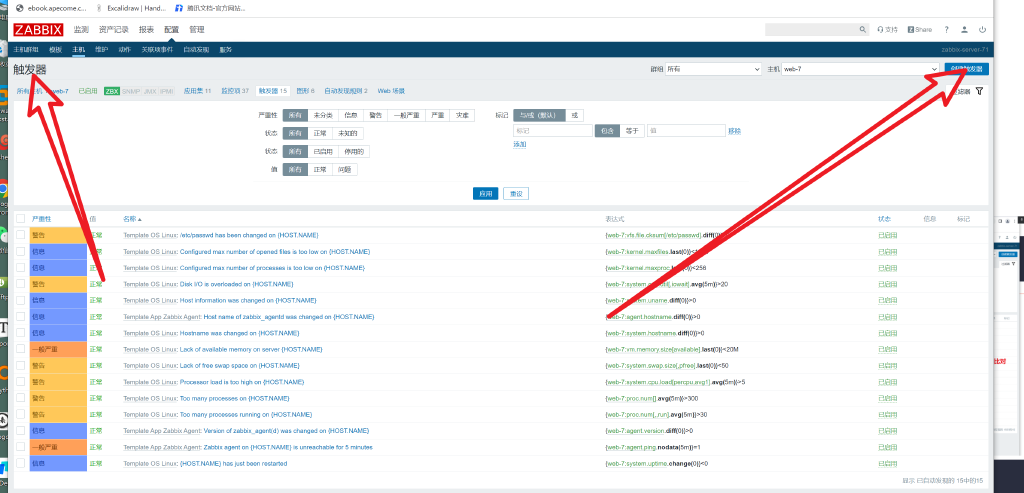 ebook.apecome.c...
Excalidraw | Hand...
腾讯文档-官方网站...
ZABBIX 监测 资产记录 报表 配置 管理 支持 Share ?
主机群组 模板 主机 维护 动作 关联项事件 自动发现 服务 zabbix-server-71
触发器 群组 所有 主机 web-7
web-7 已启用 ZBX SNMP JMX IPMI 应用集 11 监控项 37 触发器 15 图形 6 自动发现规则 2 Web 场景
严重性 所有 未分类 信息 警告 一般严重 严重 灾难 标记 与/或（默认） 或
状态 所有 正常 未知的 标记 包含 等于 值 移除
状态 所有 已启用 停用的 添加
值 所有 正常 问题
应用 重设
严重性 值 名称 表达式 状态 信息 标记
警告 正常 Template OS Linux: /etc/passwd has been changed on {HOST.NAME} {web-7:vfs.file.cksum[/etc/passwd].diff(0)} 已启用
信息 正常 Template OS Linux: Configured max number of opened files is too low on {HOST.NAME} {web-7:kernel.maxfiles.last(0)}< 已启用
信息 Template OS Linux: Configured max number of processes is too low on {HOST.NAME} {web-7:kernel.maxproc. <256 已启用
警告 正常 Template OS Linux: Disk I/O is overloaded on {HOST.NAME} iowait].avg(5m)}>20 已启用
信息 正常 Template OS Linux: Host information was changed on {HOST.NAME} {web-7:system.uname.diff(0)}>0 已启用
信息 正常 Template App Zabbix Agent: Host name of zabbix_agentd was changed on {HOST.NAME} {web-7:agent.hostname.diff(0)}>0 已启用
信息 正常 Template OS Linux: Hostname was changed on {HOST.NAME} {web-7:system.hostname.diff(0)}>0 已启用
一般严重 正常 Template OS Linux: Lack of available memory on server {HOST.NAME} {web-7:vm.memory.size[available].last(0)}<20M 已启用
警告 正常 Template OS Linux: Lack of free swap space on {HOST.NAME} {web-7:system.swap.size[,pfree].last(0)}<50 已启用
警告 正常 Template OS Linux: Processor load is too high on {HOST.NAME} {web-7:system.cpu.load[percpu,avg1].avg(5m)}>5 已启用
警告 正常 Template OS Linux: Too many processes on {HOST.NAME} {web-7:proc.num[].avg(5m)}>300 已启用
警告 正常 Template OS Linux: Too many processes running on {HOST.NAME} {web-7:proc.num[,,run].avg(5m)}>30 已启用
信息 正常 Template App Zabbix Agent: Version of zabbix_agent(d) was changed on {HOST.NAME} {web-7:agent.version.diff(0)}>0 已启用
一般严重 正常 Template App Zabbix Agent: Zabbix agent on {HOST.NAME} is unreachable for 5 minutes {web-7:agent.ping.nodata(5m)}=1 已启用
信息 正常 Template OS Linux: {HOST.NAME} has just been restarted {web-7:system.uptime.change(0)}<0 已启用
显示 已自动发现的 15中的15
比对